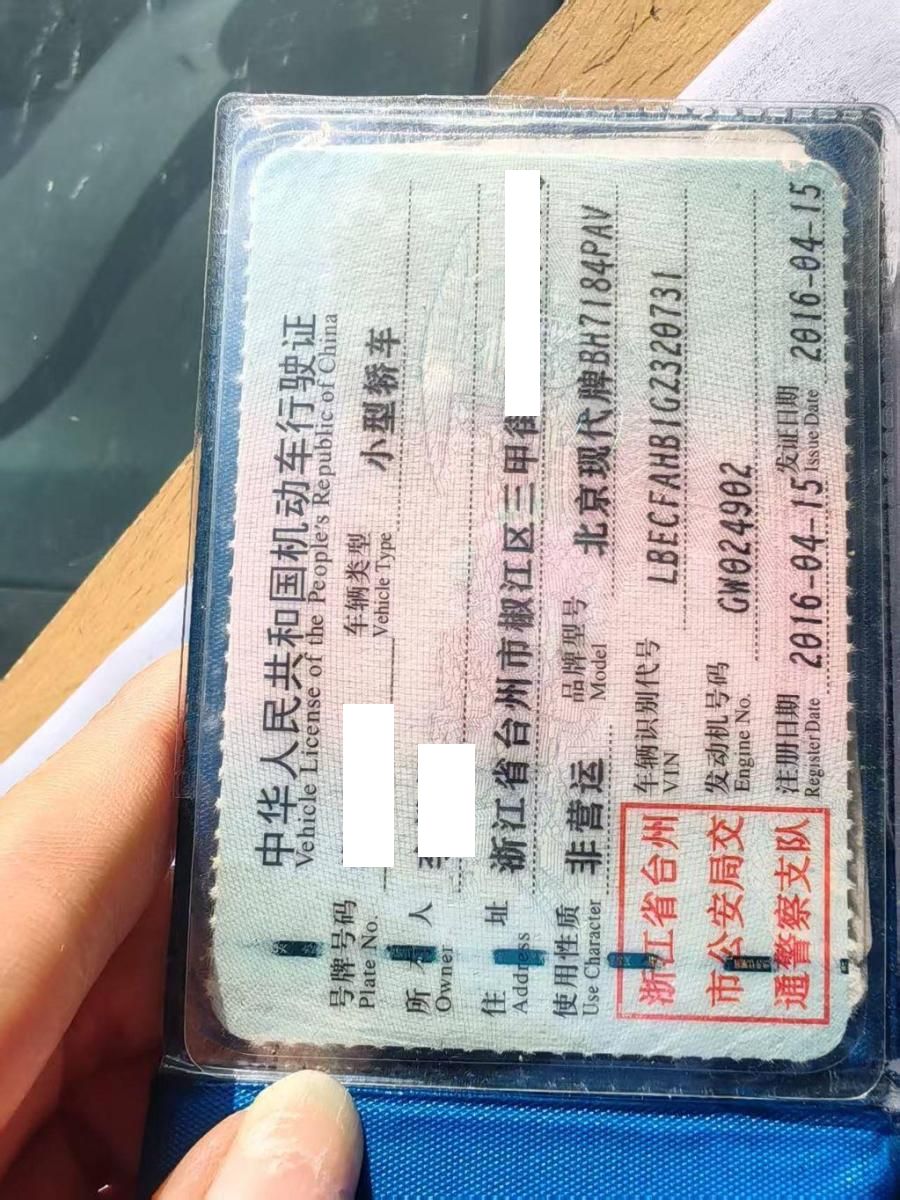 中华人民共和国机动车行驶证
Vehicle License of the People's Republic of China
号牌号码 车辆类型 小型轿车
Plate No. Vehicle Type
所 人
Owner
住 址 浙江省台州市椒江区三甲街
Address
使用性质 非营运 品牌型号 北京现代牌BH7184PAV
Use Character Model
浙江省台州
市公安局交
通警察支队
车辆识别代号 LBECFAHB1GZ320731
VIN
发动机号码 GW024902
Engine No.
注册日期 2016-04-15 发证日期 2016-04-15
Register Date Issue Date